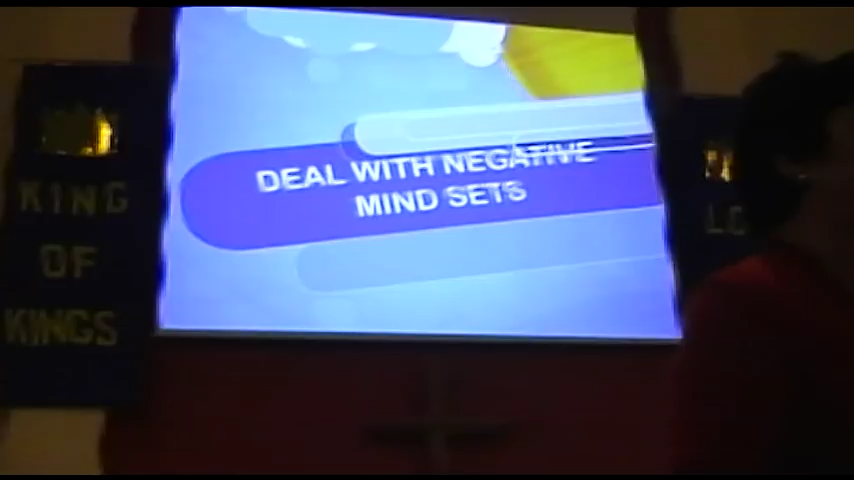 DEAL WITH NEGATIVE
MIND SETS
KING
OF
KINGS